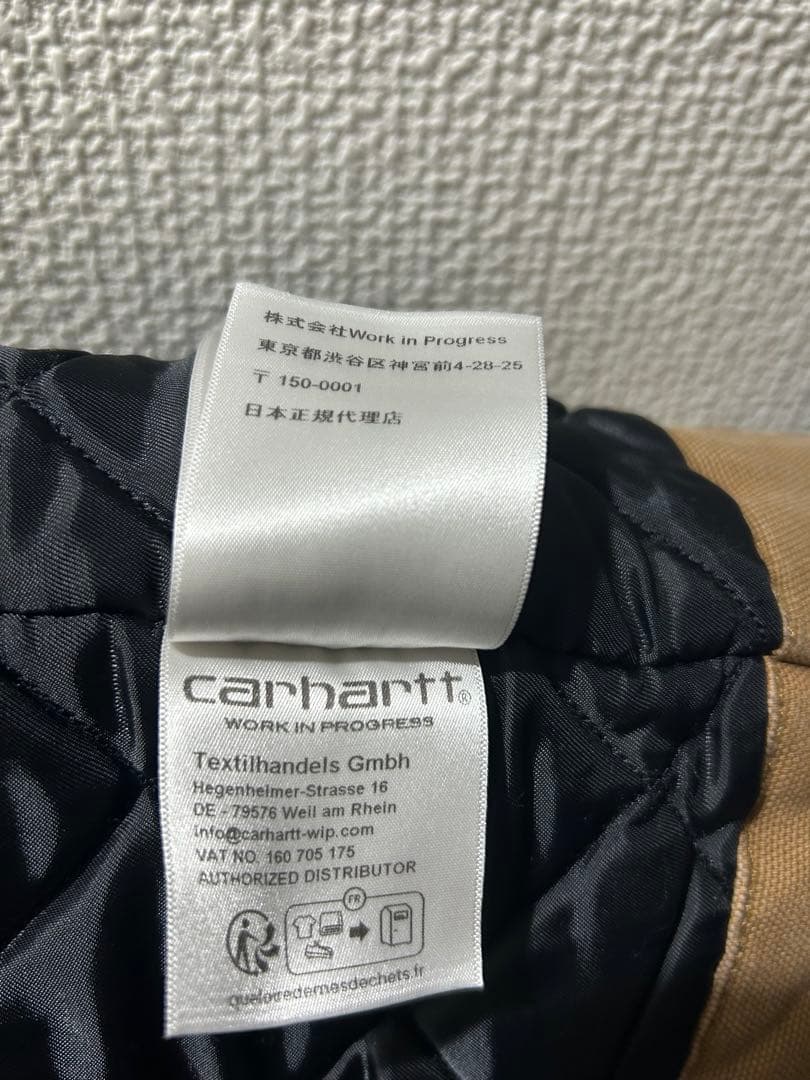 株式会社Work in Progress
東京都渋谷区神宮前4-28-25
〒150-0001
日本正規代理店
carhartt®
WORK IN PROGRESS
Textilhandels Gmbh
Hegenheimer-Strasse 16
DE - 79576 Weil am Rhein
info@carhartt-wip.com
VAT NO. 160 705 175
AUTHORIZED DISTRIBUTOR
FR
quefairedemesdechets.fr